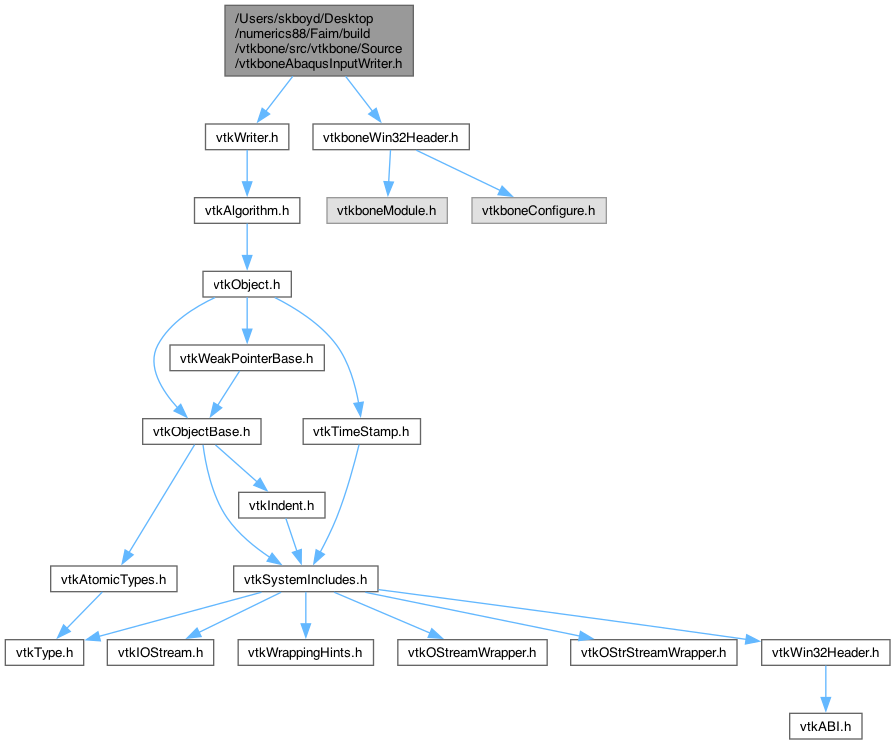 /Users/skboyd/Desktop
/numerics88/Faim/build
/vtkbone/src/vtkbone/Source
/vtkboneAbaqusInputWriter.h
vtkWriter.h
vtkboneWin32Header.h
vtkAlgorithm.h
vtkboneModule.h
vtkboneConfigure.h
vtkObject.h
vtkWeakPointerBase.h
vtkObjectBase.h
vtkTimeStamp.h
vtkIndent.h
vtkAtomicTypes.h
vtkSystemIncludes.h
vtkType.h
vtkIOStream.h
vtkWrappingHints.h
vtkOStreamWrapper.h
vtkOStrStreamWrapper.h
vtkWin32Header.h
vtkABI.h